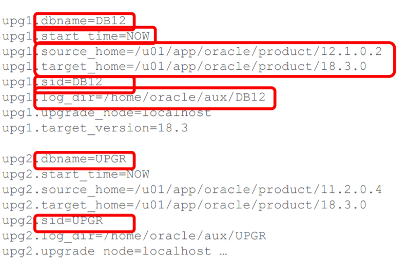 upg1.dbname=DB12
upg1.start_time=NOW
upg1.source_home=/u01/app/oracle/product/12.1.0.2
upg1.target_home=/u01/app/oracle/product/18.3.0
upg1.sid=DB12
upg1.log_dir=/home/oracle/aux/DB12
upg1.upgrade_node=localhost
upg1.target_version=18.3
upg2.dbname=UPGR
upg2.start_time=NOW
upg2.source_home=/u01/app/oracle/product/11.2.0.4
upg2.target_home=/u01/app/oracle/product/18.3.0
upg2.sid=UPGR
upg2.log_dir=/home/oracle/aux/UPGR
upg2.upgrade_node=localhost …